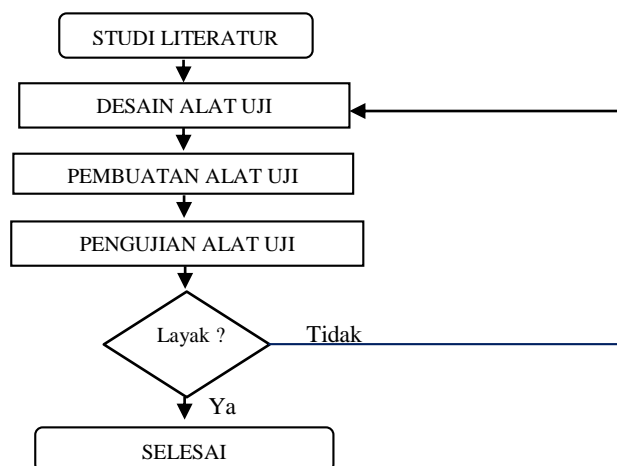 STUDI LITERATUR
DESAIN ALAT UJI
PEMBUATAN ALAT UJI
PENGUJIAN ALAT UJI
Layak ?
Tidak
Ya
SELESAI